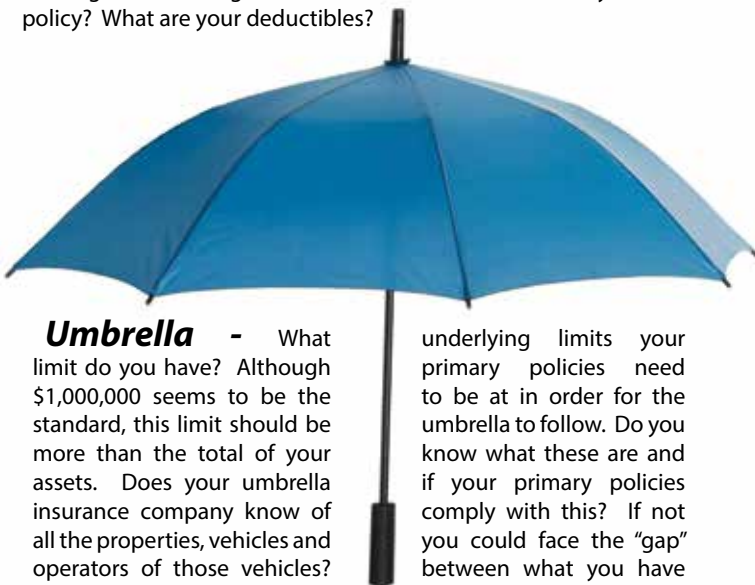 policy? What are your deductibles?
Umbrella - What
limit do you have? Although
$1,000,000 seems to be the
standard, this limit should be
more than the total of your
assets. Does your umbrella
insurance company know of
all the properties, vehicles and
operators of those vehicles?
underlying limits your
primary policies need
to be at in order for the
umbrella to follow. Do you
know what these are and
if your primary policies
comply with this? If not
you could face the “gap”
between what you have